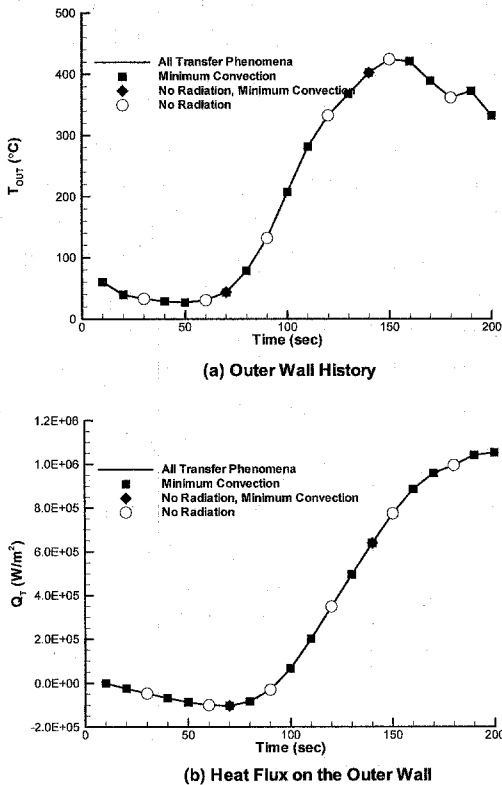 500
400
300
200
100
0
T_OUT (°C)
All Transfer Phenomena
Minimum Convection
No Radiation, Minimum Convection
No Radiation
0 50 100 150 200
Time (sec)
(a) Outer Wall History
1.2E+06
1.0E+06
8.0E+05
6.0E+05
4.0E+05
2.0E+05
0.0E+00
-2.0E+05
Q_T (W/m²)
All Transfer Phenomena
Minimum Convection
No Radiation, Minimum Convection
No Radiation
0 50 100 150 200
Time (sec)
(b) Heat Flux on the Outer Wall